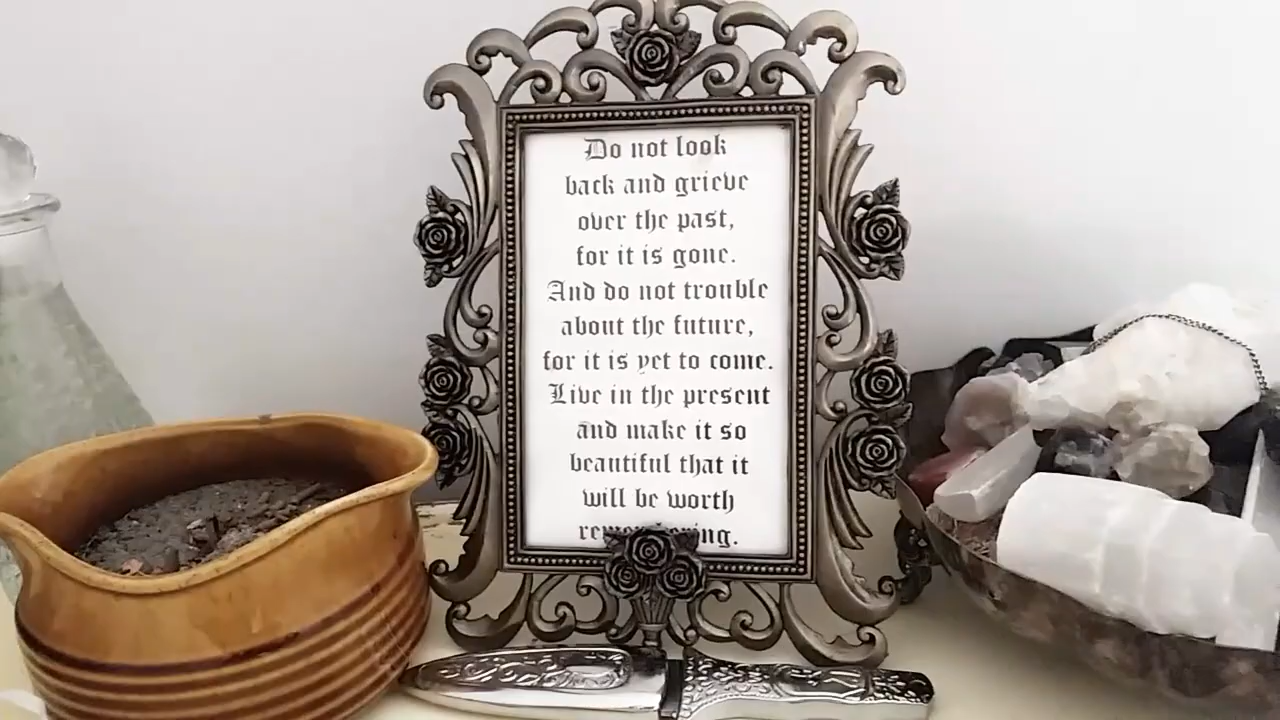 Do not look
back and grieve
over the past,
for it is gone.
And do not trouble
about the future,
for it is yet to come.
Live in the present
and make it so
beautiful that it
will be worth
remembering.